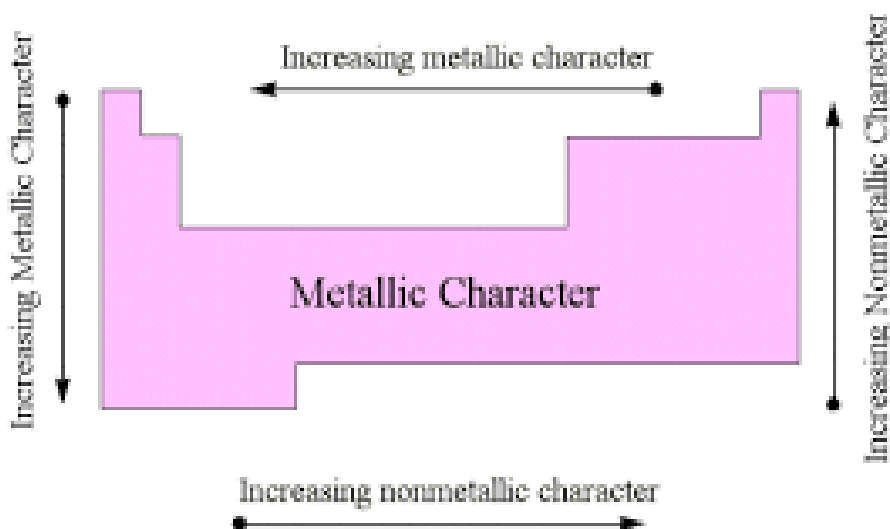 Increasing metallic character
Increasing Metallic Character
Increasing Nonmetallic Character
Metallic Character
Increasing nonmetallic character